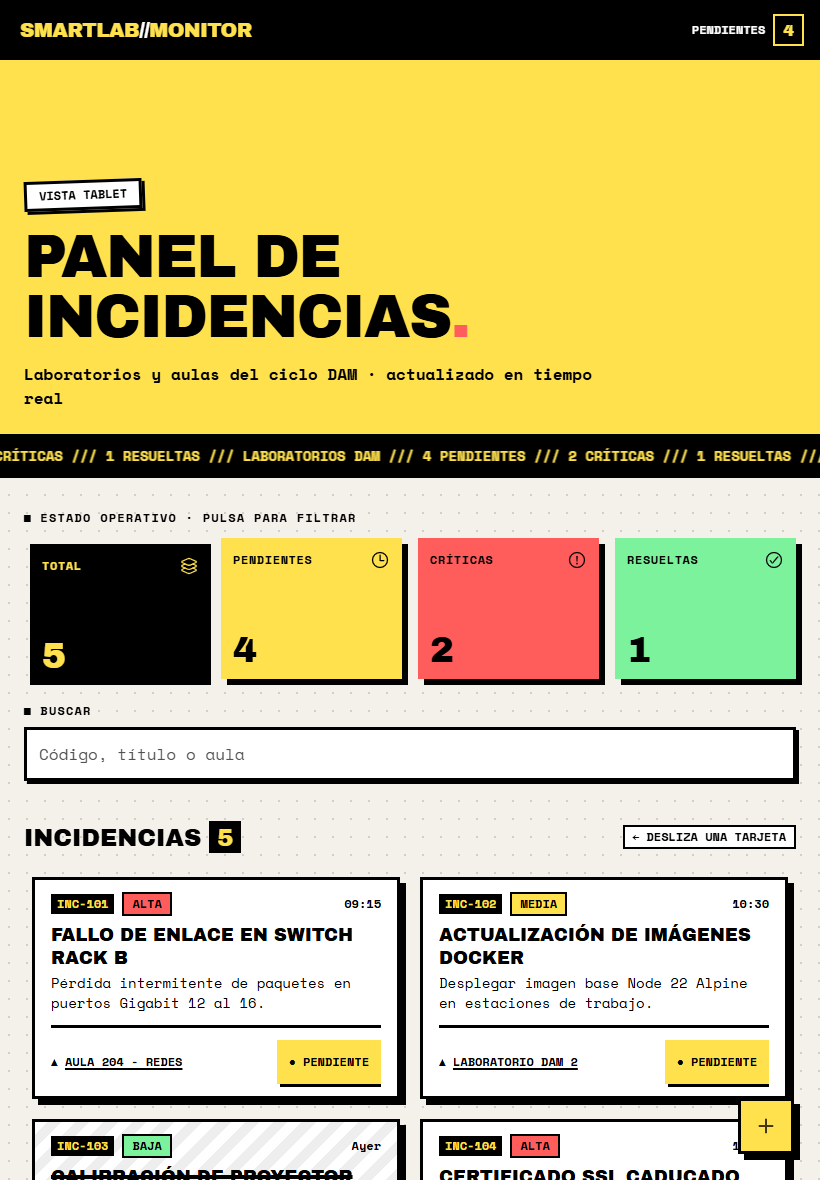 SMARTLAB//MONITOR
PENDIENTES 4
VISTA TABLET
PANEL DE
INCIDENCIAS.
Laboratorios y aulas del ciclo DAM · actualizado en tiempo
real
CRÍTICAS /// 1 RESUELTAS /// LABORATORIOS DAM /// 4 PENDIENTES /// 2 CRÍTICAS /// 1 RESUELTAS ///
■ ESTADO OPERATIVO · PULSA PARA FILTRAR
TOTAL
5
PENDIENTES
4
CRÍTICAS
2
RESUELTAS
1
■ BUSCAR
Código, título o aula
INCIDENCIAS 5
← DESLIZA UNA TARJETA
INC-101 ALTA 09:15
FALLO DE ENLACE EN SWITCH
RACK B
Pérdida intermitente de paquetes en
puertos Gigabit 12 al 16.
▲ AULA 204 - REDES
● PENDIENTE
INC-102 MEDIA 10:30
ACTUALIZACIÓN DE IMÁGENES
DOCKER
Desplegar imagen base Node 22 Alpine
en estaciones de trabajo.
▲ LABORATORIO DAM 2
● PENDIENTE
+
INC-103 BAJA Ayer
CALIBRACIÓN DE PROYECTOR
INC-104 ALTA
CERTIFICADO SSL CADUCADO